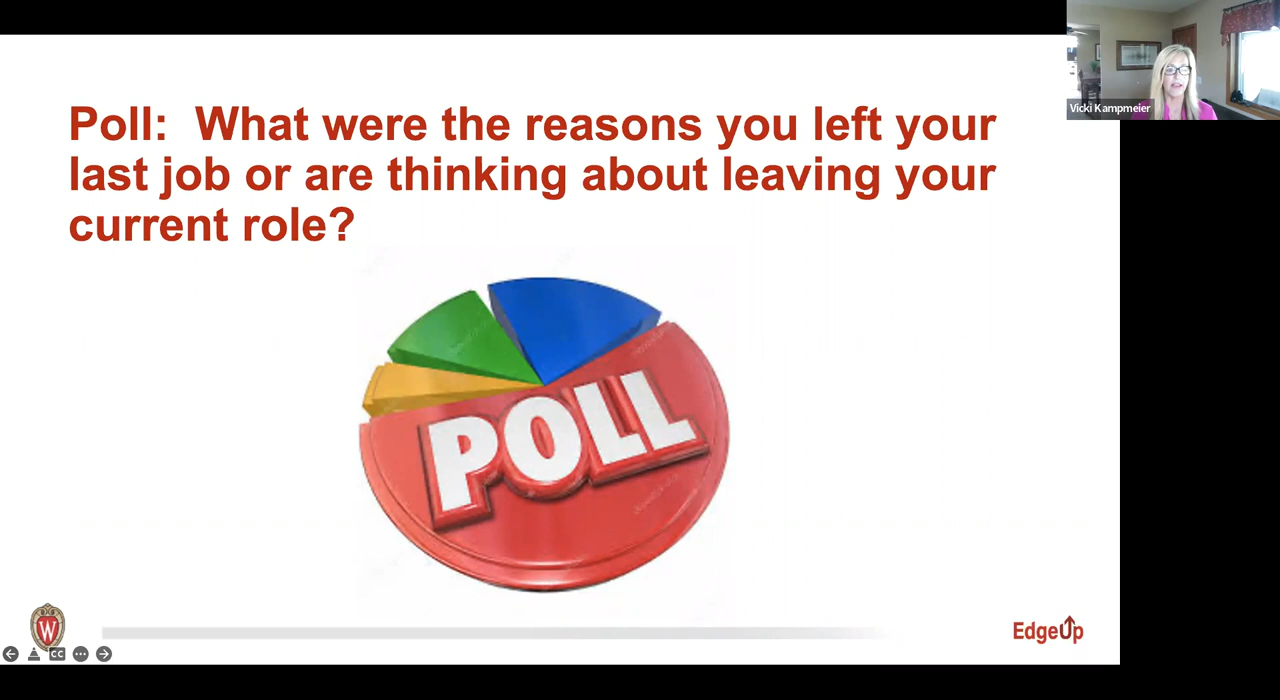 Vicki Kampmeier
Poll:  What were the reasons you left your
last job or are thinking about leaving your
current role?
POLL
W
EdgeUp
CC